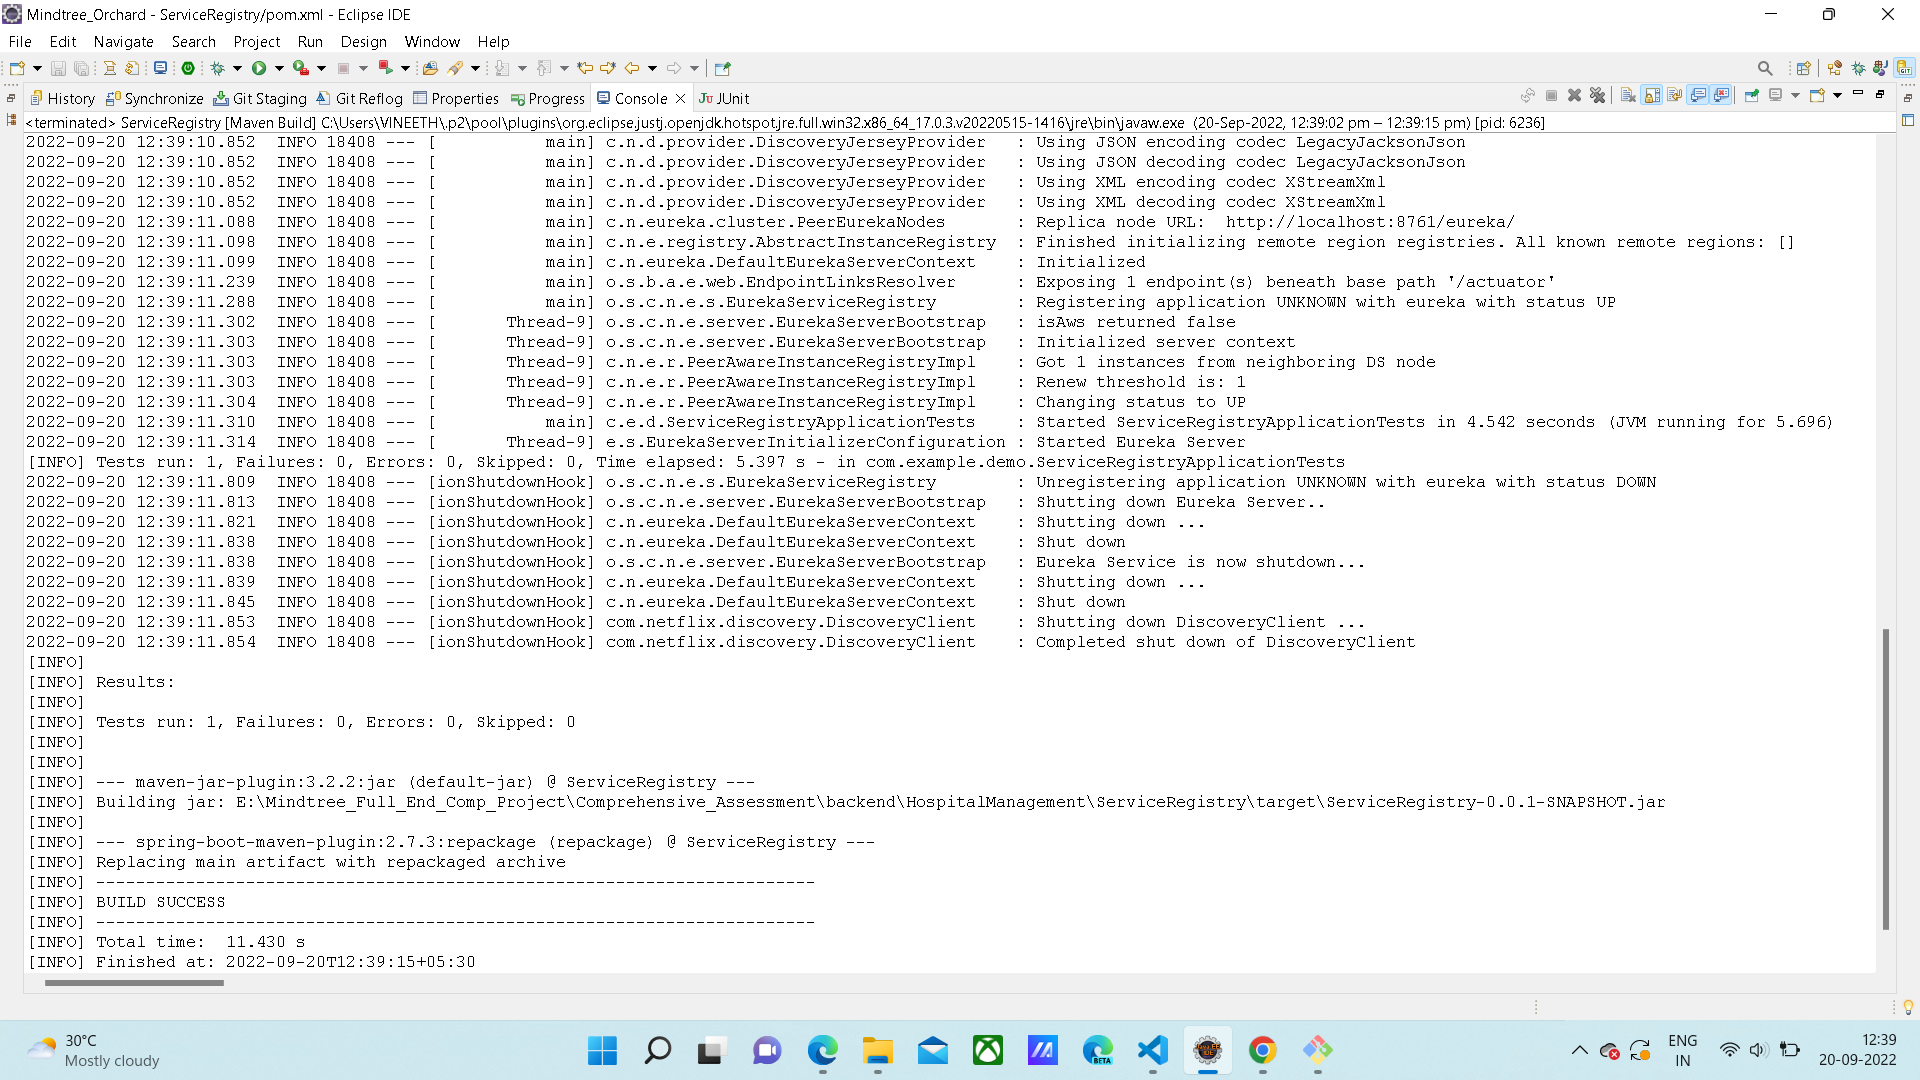 Mindtree_Orchard - ServiceRegistry/pom.xml - Eclipse IDE
File Edit Navigate Search Project Run Design Window Help
History Synchronize Git Staging Git Reflog Properties Progress Console JUnit
<terminated> ServiceRegistry [Maven Build] C:\Users\VINEETH\.p2\pool\plugins\org.eclipse.justj.openjdk.hotspot.jre.full.win32.x86_64_17.0.3.v20220515-1416\jre\bin\javaw.exe (20-Sep-2022, 12:39:02 pm – 12:39:15 pm) [pid: 6236]
2022-09-20 12:39:10.852  INFO 18408 --- [           main] c.n.d.provider.DiscoveryJerseyProvider   : Using JSON encoding codec LegacyJacksonJson
2022-09-20 12:39:10.852  INFO 18408 --- [           main] c.n.d.provider.DiscoveryJerseyProvider   : Using JSON decoding codec LegacyJacksonJson
2022-09-20 12:39:10.852  INFO 18408 --- [           main] c.n.d.provider.DiscoveryJerseyProvider   : Using XML encoding codec XStreamXml
2022-09-20 12:39:10.852  INFO 18408 --- [           main] c.n.d.provider.DiscoveryJerseyProvider   : Using XML decoding codec XStreamXml
2022-09-20 12:39:11.088  INFO 18408 --- [           main] c.n.eureka.cluster.PeerEurekaNodes       : Replica node URL:  http://localhost:8761/eureka/
2022-09-20 12:39:11.098  INFO 18408 --- [           main] c.n.e.registry.AbstractInstanceRegistry  : Finished initializing remote region registries. All known remote regions: []
2022-09-20 12:39:11.099  INFO 18408 --- [           main] c.n.eureka.DefaultEurekaServerContext    : Initialized
2022-09-20 12:39:11.239  INFO 18408 --- [           main] o.s.b.a.e.web.EndpointLinksResolver      : Exposing 1 endpoint(s) beneath base path '/actuator'
2022-09-20 12:39:11.288  INFO 18408 --- [           main] o.s.c.n.e.s.EurekaServiceRegistry        : Registering application UNKNOWN with eureka with status UP
2022-09-20 12:39:11.302  INFO 18408 --- [       Thread-9] o.s.c.n.e.server.EurekaServerBootstrap   : isAws returned false
2022-09-20 12:39:11.303  INFO 18408 --- [       Thread-9] o.s.c.n.e.server.EurekaServerBootstrap   : Initialized server context
2022-09-20 12:39:11.303  INFO 18408 --- [       Thread-9] c.n.e.r.PeerAwareInstanceRegistryImpl    : Got 1 instances from neighboring DS node
2022-09-20 12:39:11.303  INFO 18408 --- [       Thread-9] c.n.e.r.PeerAwareInstanceRegistryImpl    : Renew threshold is: 1
2022-09-20 12:39:11.304  INFO 18408 --- [       Thread-9] c.n.e.r.PeerAwareInstanceRegistryImpl    : Changing status to UP
2022-09-20 12:39:11.310  INFO 18408 --- [           main] c.e.d.ServiceRegistryApplicationTests    : Started ServiceRegistryApplicationTests in 4.542 seconds (JVM running for 5.696)
2022-09-20 12:39:11.314  INFO 18408 --- [       Thread-9] e.s.EurekaServerInitializerConfiguration : Started Eureka Server
[INFO] Tests run: 1, Failures: 0, Errors: 0, Skipped: 0, Time elapsed: 5.397 s - in com.example.demo.ServiceRegistryApplicationTests
2022-09-20 12:39:11.809  INFO 18408 --- [ionShutdownHook] o.s.c.n.e.s.EurekaServiceRegistry        : Unregistering application UNKNOWN with eureka with status DOWN
2022-09-20 12:39:11.813  INFO 18408 --- [ionShutdownHook] o.s.c.n.e.server.EurekaServerBootstrap   : Shutting down Eureka Server..
2022-09-20 12:39:11.821  INFO 18408 --- [ionShutdownHook] c.n.eureka.DefaultEurekaServerContext    : Shutting down ...
2022-09-20 12:39:11.838  INFO 18408 --- [ionShutdownHook] c.n.eureka.DefaultEurekaServerContext    : Shut down
2022-09-20 12:39:11.838  INFO 18408 --- [ionShutdownHook] o.s.c.n.e.server.EurekaServerBootstrap   : Eureka Service is now shutdown...
2022-09-20 12:39:11.839  INFO 18408 --- [ionShutdownHook] c.n.eureka.DefaultEurekaServerContext    : Shutting down ...
2022-09-20 12:39:11.845  INFO 18408 --- [ionShutdownHook] c.n.eureka.DefaultEurekaServerContext    : Shut down
2022-09-20 12:39:11.853  INFO 18408 --- [ionShutdownHook] com.netflix.discovery.DiscoveryClient    : Shutting down DiscoveryClient ...
2022-09-20 12:39:11.854  INFO 18408 --- [ionShutdownHook] com.netflix.discovery.DiscoveryClient    : Completed shut down of DiscoveryClient
[INFO]
[INFO] Results:
[INFO]
[INFO] Tests run: 1, Failures: 0, Errors: 0, Skipped: 0
[INFO]
[INFO]
[INFO] --- maven-jar-plugin:3.2.2:jar (default-jar) @ ServiceRegistry ---
[INFO] Building jar: E:\Mindtree_Full_End_Comp_Project\Comprehensive_Assessment\backend\HospitalManagement\ServiceRegistry\target\ServiceRegistry-0.0.1-SNAPSHOT.jar
[INFO]
[INFO] --- spring-boot-maven-plugin:2.7.3:repackage (repackage) @ ServiceRegistry ---
[INFO] Replacing main artifact with repackaged archive
[INFO] ------------------------------------------------------------------------
[INFO] BUILD SUCCESS
[INFO] ------------------------------------------------------------------------
[INFO] Total time:  11.430 s
[INFO] Finished at: 2022-09-20T12:39:15+05:30
30°C
Mostly cloudy
BETA
ENG
IN
12:39
20-09-2022